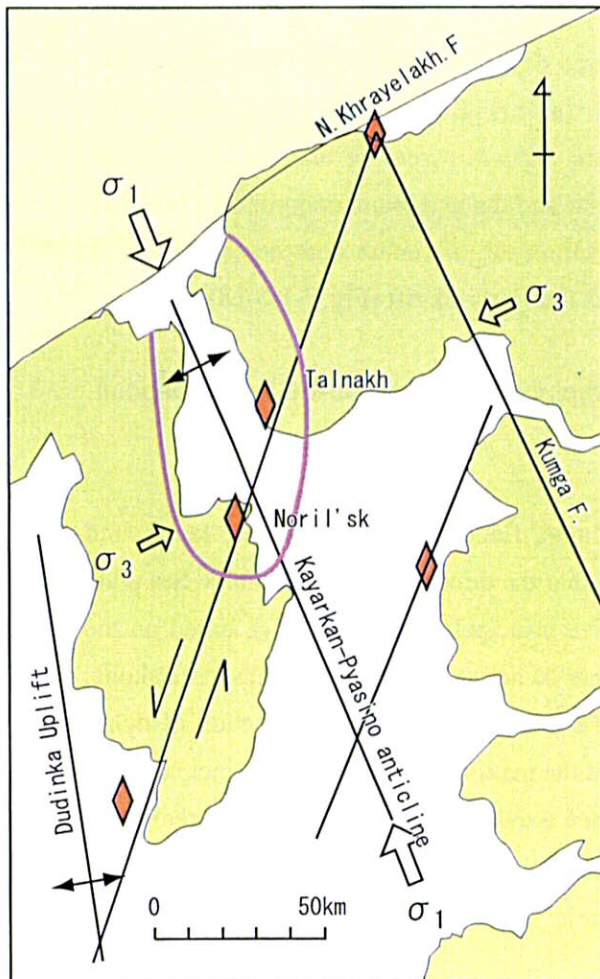 N. Khrayelakh. F
σ1
σ3
Talnakh
Noril'sk
Kumga F.
σ3
Kayarkan-Pyasino anticline
Dudinka Uplift
0 50km
σ1